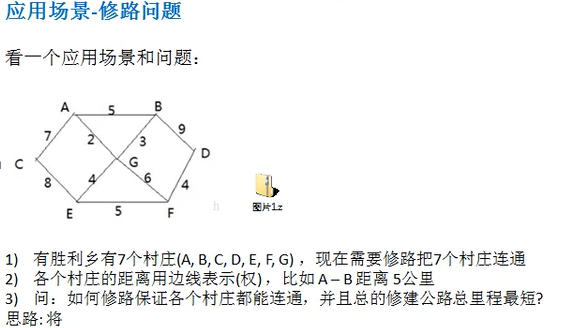 应用场景-修路问题
看一个应用场景和问题：
A 5 B
7 2 3 9
C G D
8 4 6 4
E 5 F
h 图片1.z
1) 有胜利乡有7个村庄(A, B, C, D, E, F, G) ，现在需要修路把7个村庄连通
2) 各个村庄的距离用边线表示(权) ，比如 A – B 距离 5公里
3) 问：如何修路保证各个村庄都能连通，并且总的修建公路总里程最短?
思路: 将